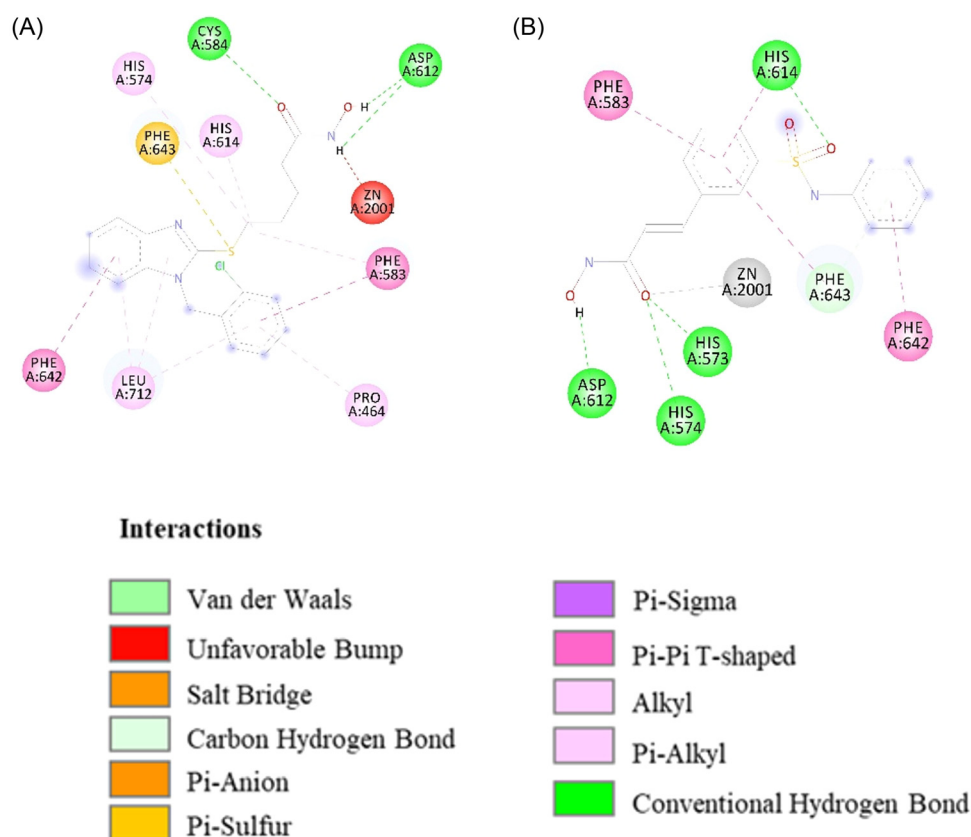 (A)
CYS
A:584
ASP
A:612
HIS
A:574
PHE
A:643
HIS
A:614
O
O
H
N
H
ZN
A:2001
N
S
N
Cl
PHE
A:583
PHE
A:642
LEU
A:712
PRO
A:464
(B)
HIS
A:614
PHE
A:583
O
O
S
N
N
O
O
H
ZN
A:2001
PHE
A:643
PHE
A:642
HIS
A:573
ASP
A:612
HIS
A:574
Interactions
Van der Waals
Unfavorable Bump
Salt Bridge
Carbon Hydrogen Bond
Pi-Anion
Pi-Sulfur
Pi-Sigma
Pi-Pi T-shaped
Alkyl
Pi-Alkyl
Conventional Hydrogen Bond